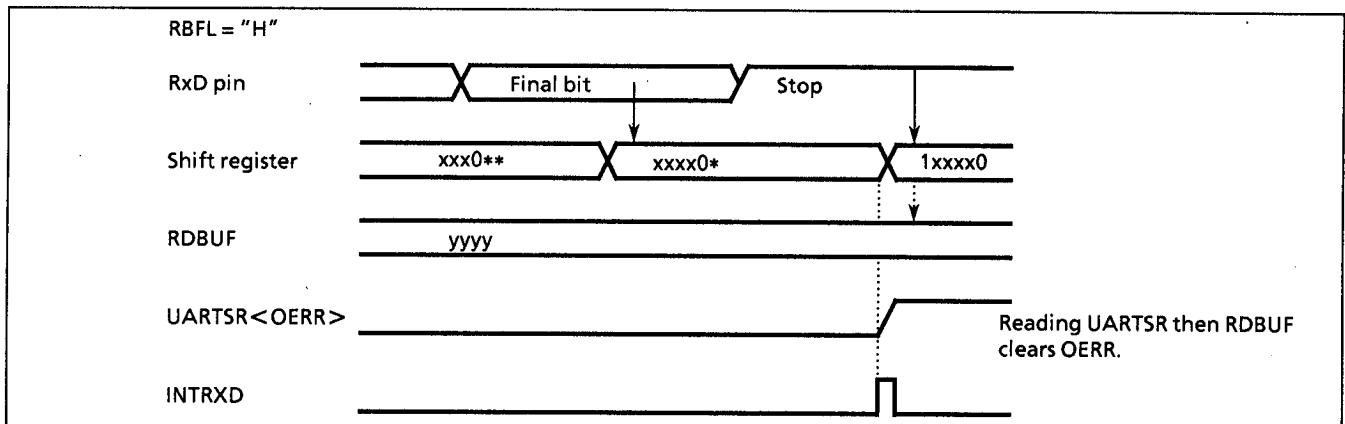 RBFL = "H"
RxD pin
Final bit
Stop
Shift register
xxx0**
xxxx0*
1xxxx0
RDBUF
yyyy
UARTSR<OERR>
Reading UARTSR then RDBUF
clears OERR.
INTRXD